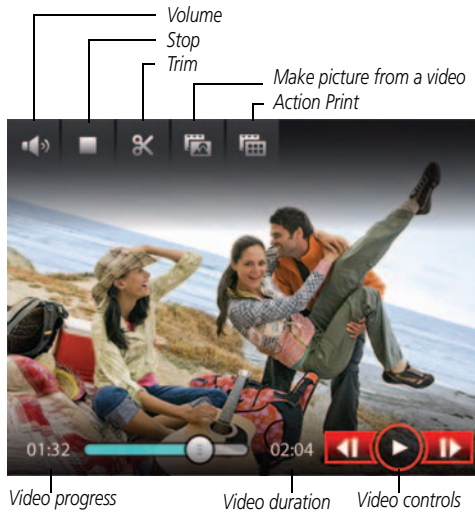 Volume
Stop
Trim
Make picture from a video
Action Print
01:32
02:04
Video progress
Video duration
Video controls